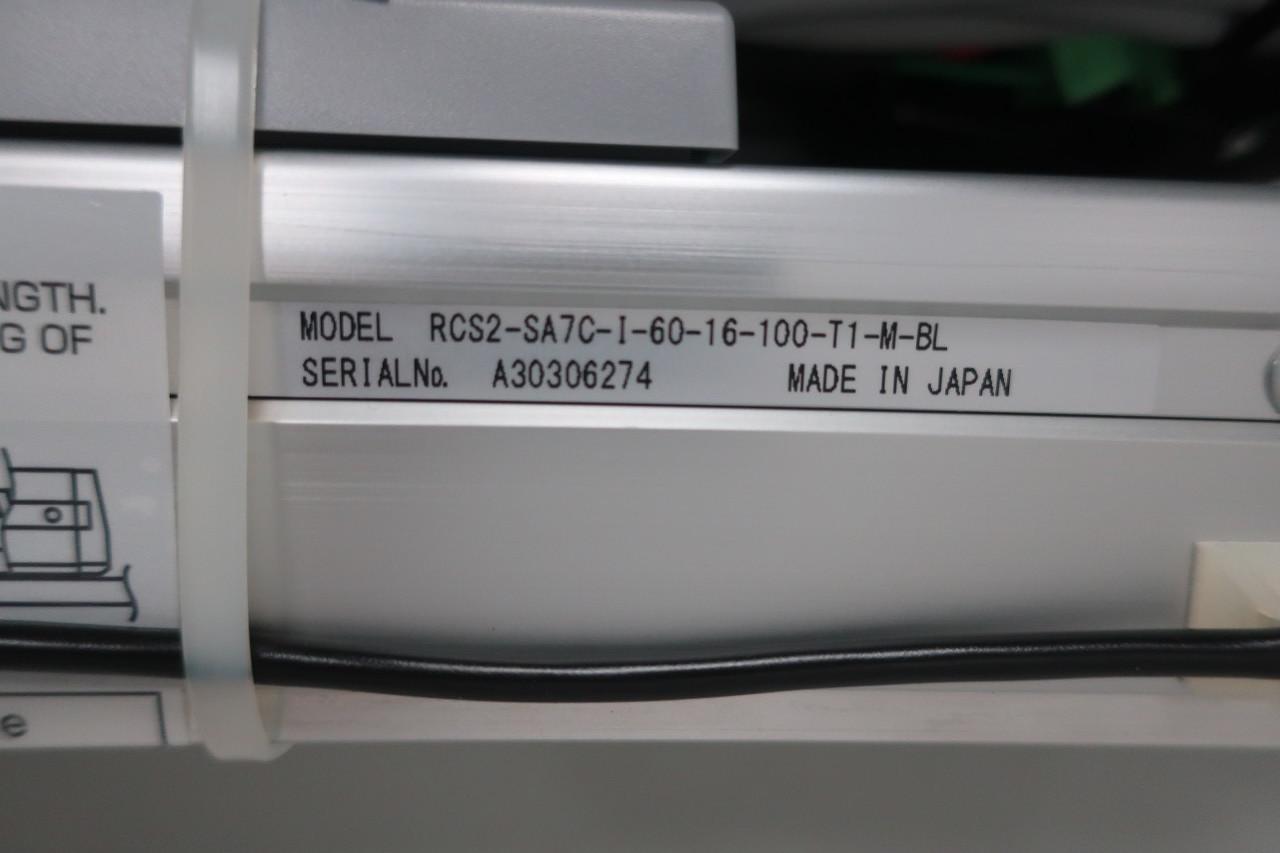 NGTH.
G OF
MODEL RCS2-SA7C-I-60-16-100-T1-M-BL
SERIALNo. A30306274 MADE IN JAPAN
e